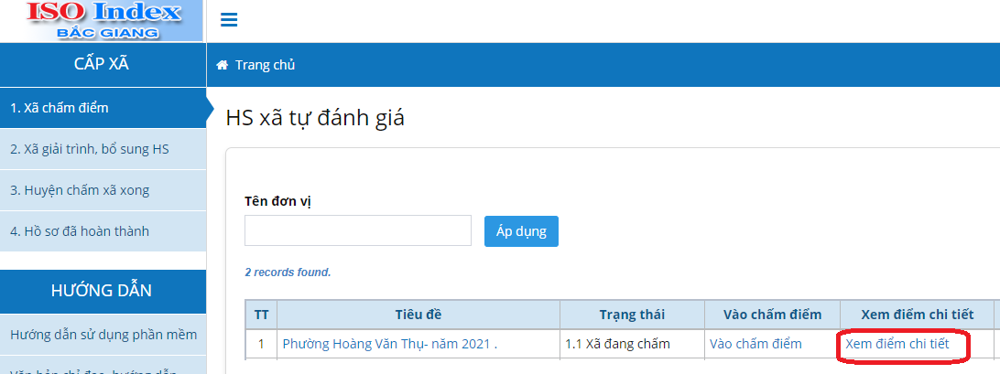 ISO Index
BẮC GIANG
CẤP XÃ
Trang chủ
1. Xã chấm điểm
2. Xã giải trình, bổ sung HS
3. Huyện chấm xã xong
4. Hồ sơ đã hoàn thành
HƯỚNG DẪN
Hướng dẫn sử dụng phần mềm
HS xã tự đánh giá
Tên đơn vị
Áp dụng
2 records found.
TT Tiêu đề Trạng thái Vào chấm điểm Xem điểm chi tiết
1 Phường Hoàng Văn Thụ- năm 2021 . 1.1 Xã đang chấm Vào chấm điểm Xem điểm chi tiết